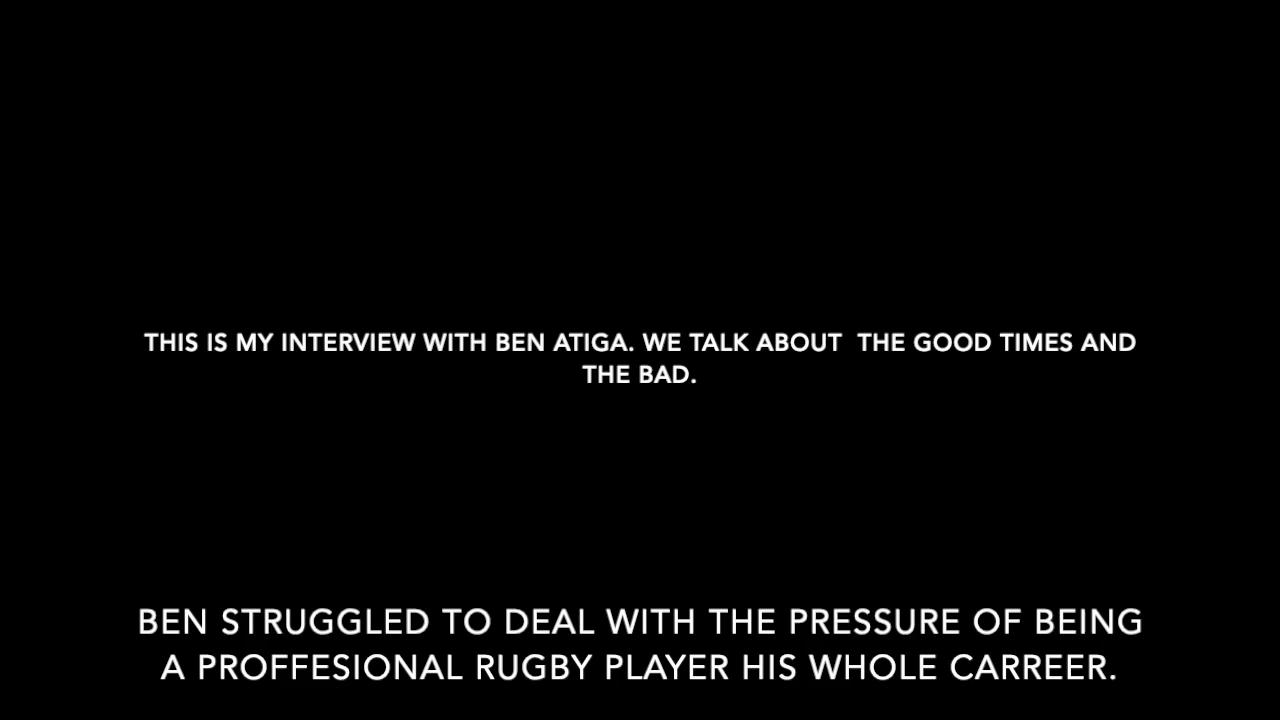 THIS IS MY INTERVIEW WITH BEN ATIGA. WE TALK ABOUT  THE GOOD TIMES AND
THE BAD.
BEN STRUGGLED TO DEAL WITH THE PRESSURE OF BEING
A PROFFESIONAL RUGBY PLAYER HIS WHOLE CARREER.